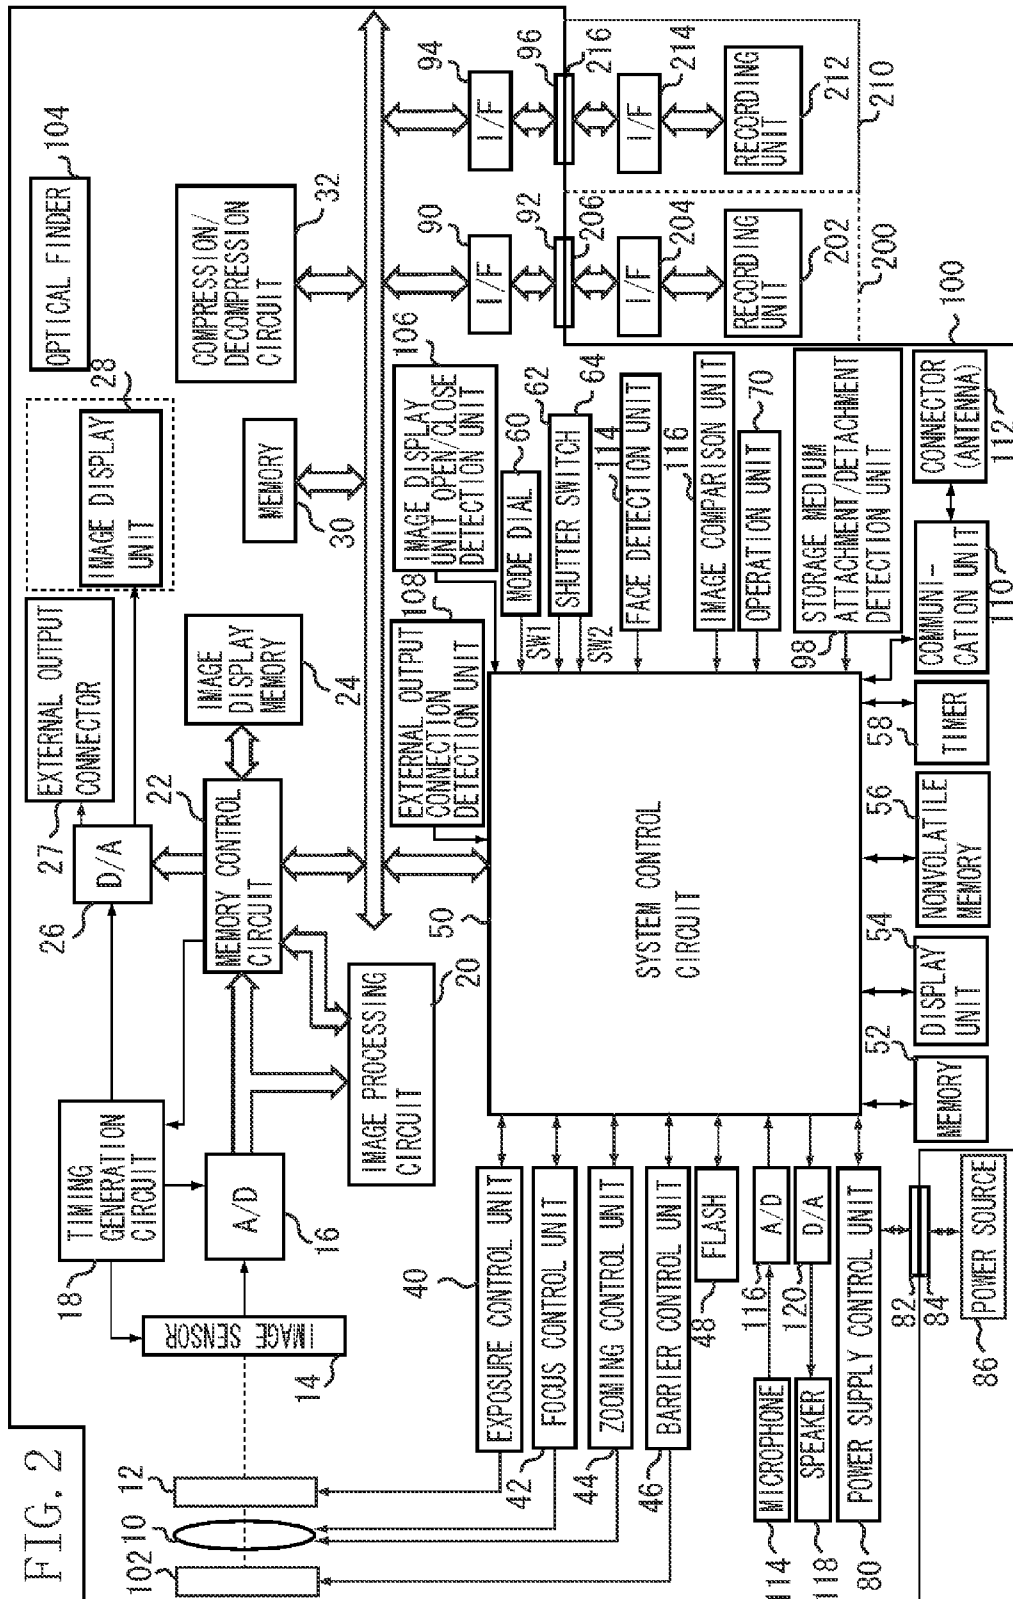 FIG. 2
102
10
12
IMAGE SENSOR
14
TIMING
GENERATION
CIRCUIT
18
A/D
16
EXTERNAL OUTPUT
CONNECTOR
27
D/A
26
IMAGE DISPLAY
UNIT
28
OPTICAL FINDER
104
IMAGE
DISPLAY
MEMORY
24
MEMORY CONTROL
CIRCUIT
22
IMAGE PROCESSING
CIRCUIT
20
MEMORY
30
COMPRESSION/
DECOMPRESSION
CIRCUIT
32
EXPOSURE CONTROL UNIT
40
FOCUS CONTROL UNIT
42
ZOOMING CONTROL UNIT
44
BARRIER CONTROL UNIT
46
FLASH
48
MICROPHONE
114
A/D
116
SPEAKER
118
D/A
120
POWER SUPPLY CONTROL UNIT
80
82
84
POWER SOURCE
86
SYSTEM CONTROL
CIRCUIT
50
EXTERNAL OUTPUT
CONNECTION
DETECTION UNIT
108
IMAGE DISPLAY
UNIT OPEN/CLOSE
DETECTION UNIT
106
MODE DIAL
60
SW1
SHUTTER SWITCH
62
64
SW2
FACE DETECTION UNIT
114
IMAGE COMPARISON UNIT
116
OPERATION UNIT
70
STORAGE MEDIUM
ATTACHMENT/DETACHMENT
DETECTION UNIT
98
MEMORY
52
DISPLAY
UNIT
54
NONVOLATILE
MEMORY
56
TIMER
58
COMMUNI-
CATION UNIT
110
CONNECTOR
(ANTENNA)
112
100
I/F
90
92
206
I/F
204
RECORDING
UNIT
202
200
I/F
94
96
216
I/F
214
RECORDING
UNIT
212
210